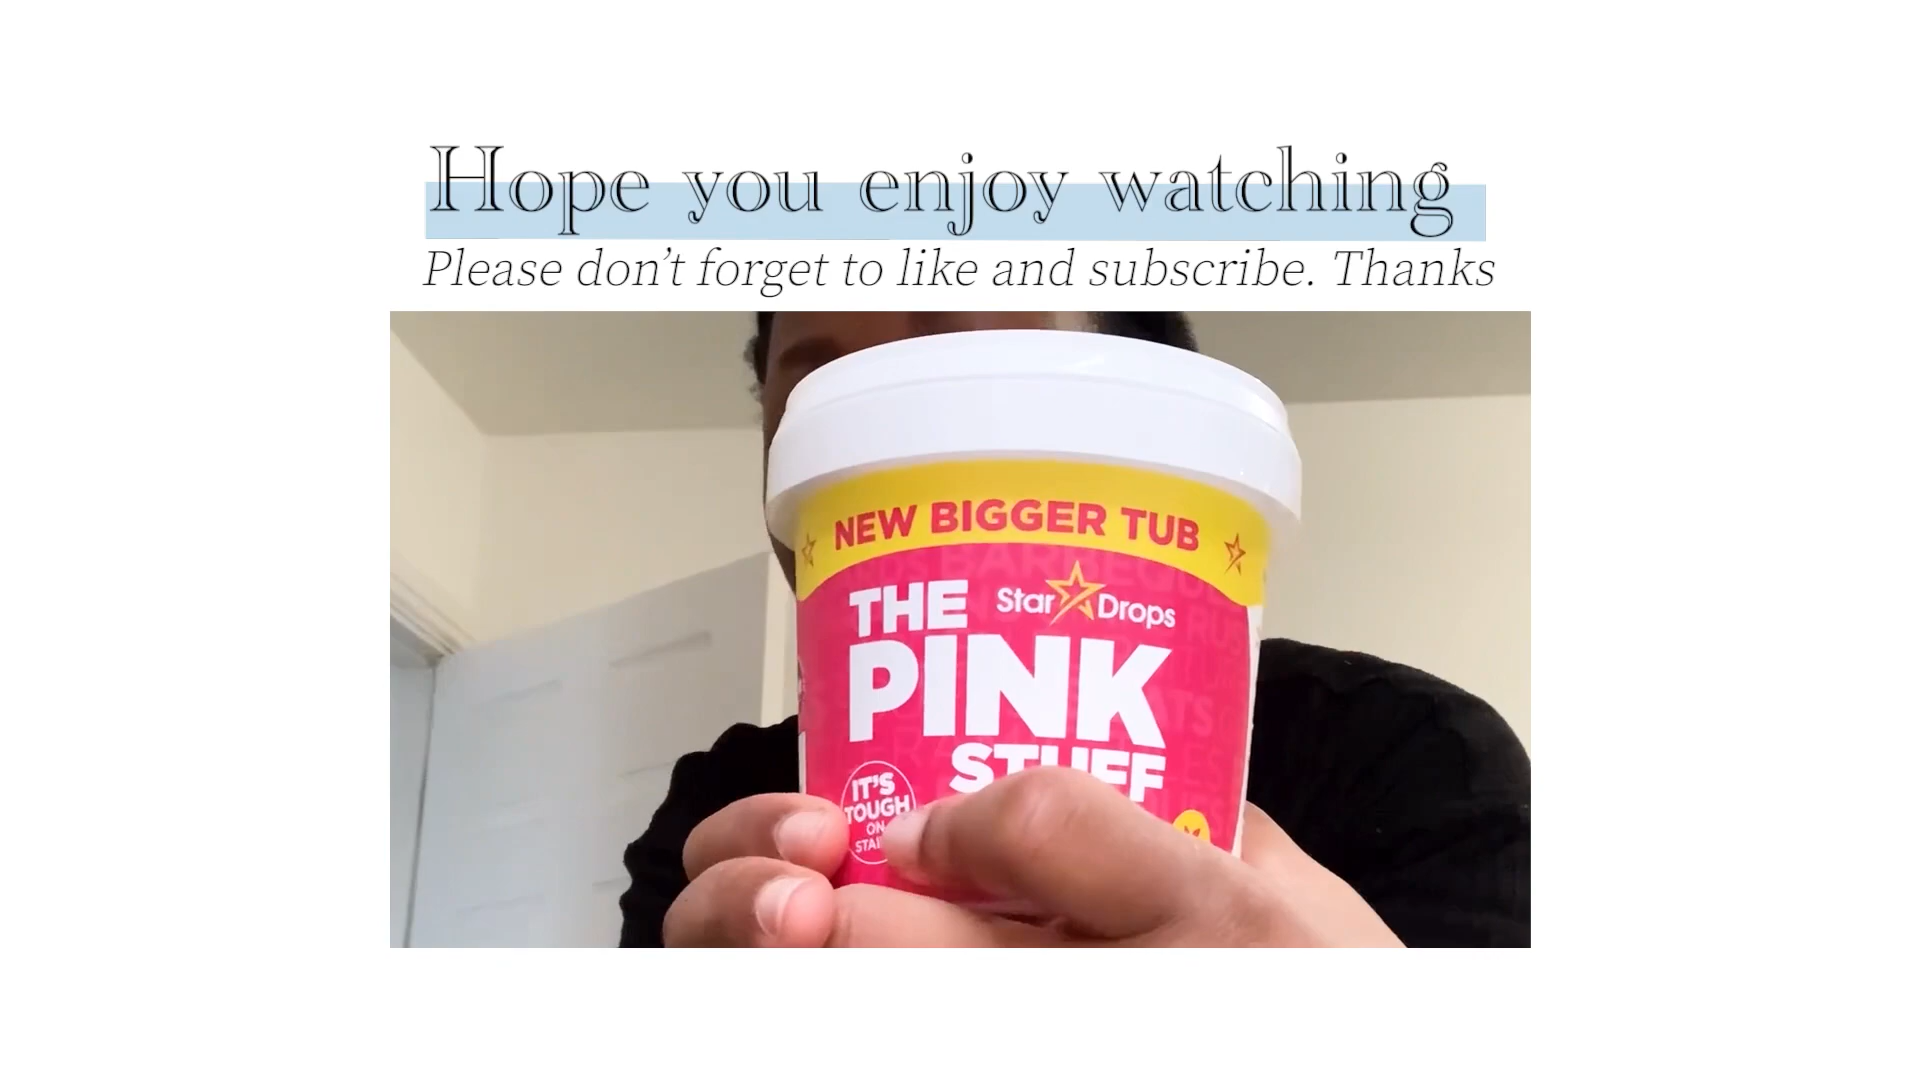 Hope you enjoy watching
Please don't forget to like and subscribe. Thanks
NEW BIGGER TUB
THE
Star Drops
PINK
STUFF
IT'S
TOUGH
ON